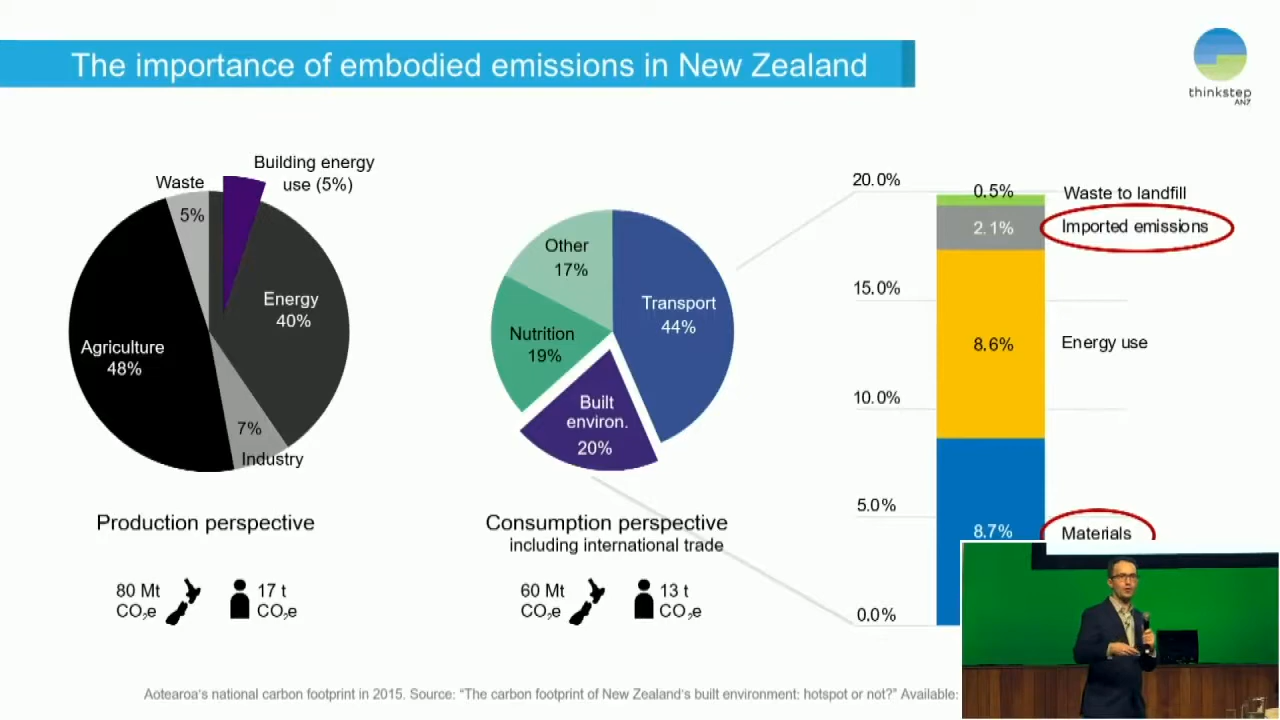 The importance of embodied emissions in New Zealand
thinkstep
ANZ
Building energy
use (5%)
Waste
5%
Energy
40%
Agriculture
48%
7%
Industry
Production perspective
80 Mt
CO₂e
17 t
CO₂e
Other
17%
Transport
44%
Nutrition
19%
Built
environ.
20%
Consumption perspective
including international trade
60 Mt
CO₂e
13 t
CO₂e
20.0%
15.0%
10.0%
5.0%
0.0%
0.5%
Waste to landfill
2.1%
Imported emissions
8.6%
Energy use
8.7%
Materials
Aotearoa's national carbon footprint in 2015. Source: "The carbon footprint of New Zealand's built environment: hotspot or not?" Available: